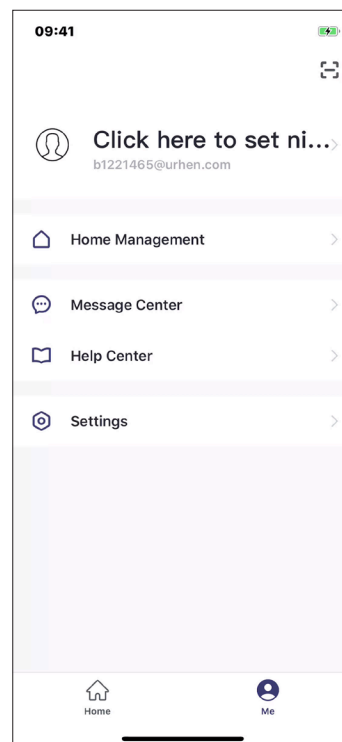 09:41
Click here to set ni...
b1221465@urhen.com
Home Management
Message Center
Help Center
Settings
Home
Me